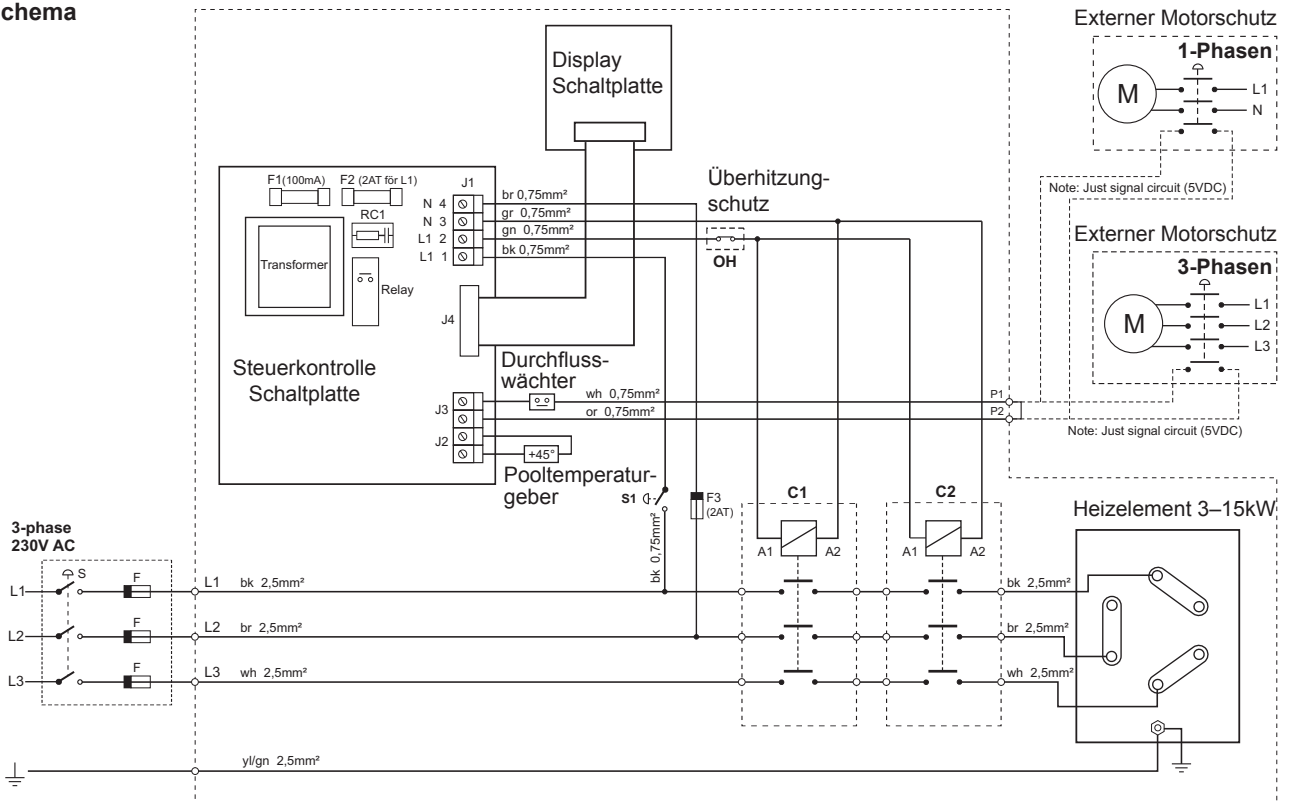 chema
Display
Schaltplatte
F1(100mA)
F2 (2AT för L1)
J1
RC1
Transformer
Relay
N 4
N 3
L1 2
L1 1
br 0,75mm²
gr 0,75mm²
gn 0,75mm²
bk 0,75mm²
J4
Steuerkontrolle
Schaltplatte
J3
J2
Durchfluss-
wächter
wh 0,75mm²
or 0,75mm²
+45°
Pooltemperatur-
geber
Überhitzung-
schutz
OH
P1
P2
S1
bk 0,75mm²
F3
(2AT)
C1
A1
A2
C2
A1
A2
Externer Motorschutz
1-Phasen
M
L1
N
Note: Just signal circuit (5VDC)
Externer Motorschutz
3-Phasen
M
L1
L2
L3
Note: Just signal circuit (5VDC)
Heizelement 3–15kW
3-phase
230V AC
S
F
L1
L1 bk 2,5mm²
bk 2,5mm²
F
L2
L2 br 2,5mm²
br 2,5mm²
F
L3
L3 wh 2,5mm²
wh 2,5mm²
yl/gn 2,5mm²